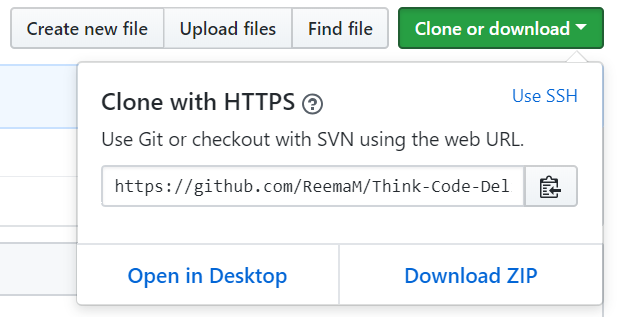 Create new file Upload files Find file Clone or download
Clone with HTTPS ? Use SSH
Use Git or checkout with SVN using the web URL.
https://github.com/ReemaM/Think-Code-Del
Open in Desktop Download ZIP